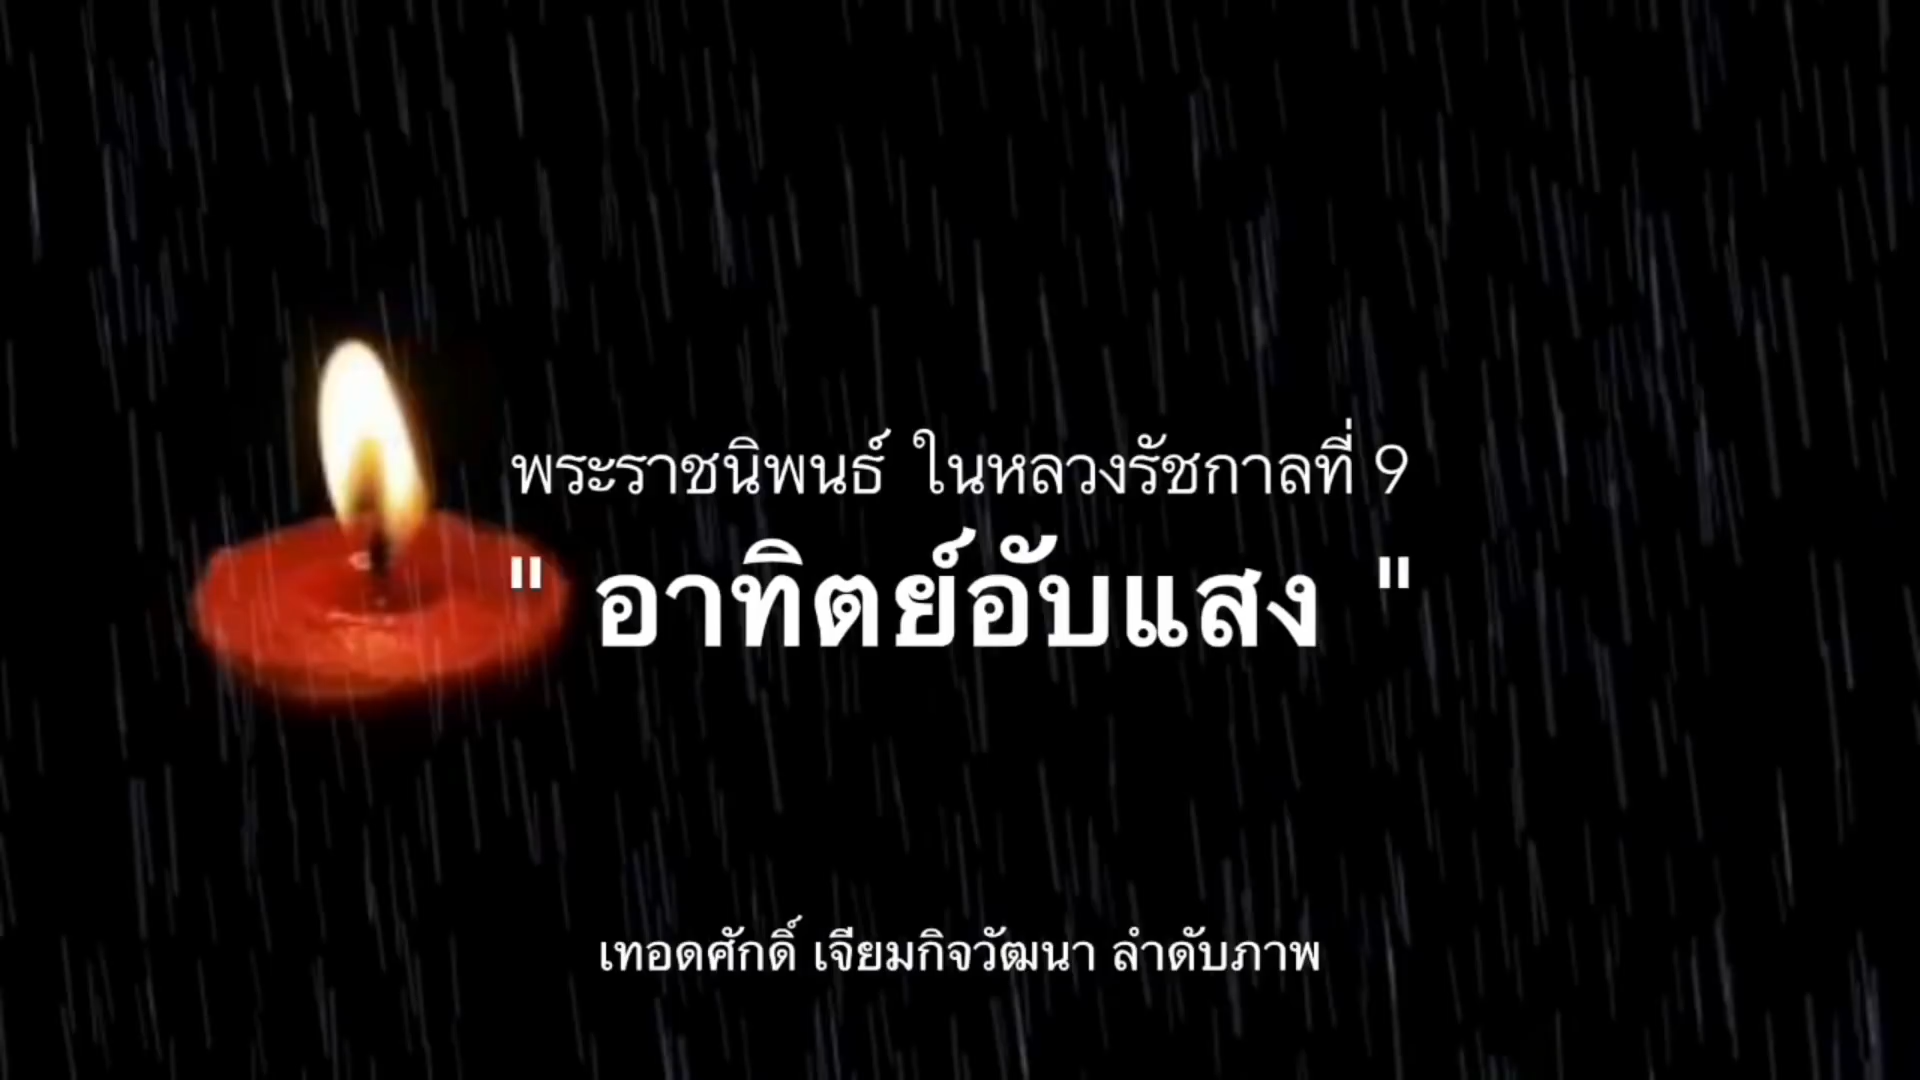 พระราชนิพนธ์ ในหลวงรัชกาลที่ 9
" อาทิตย์อับแสง "
เทอดศักดิ์ เจียมกิจวัฒนา ลำดับภาพ